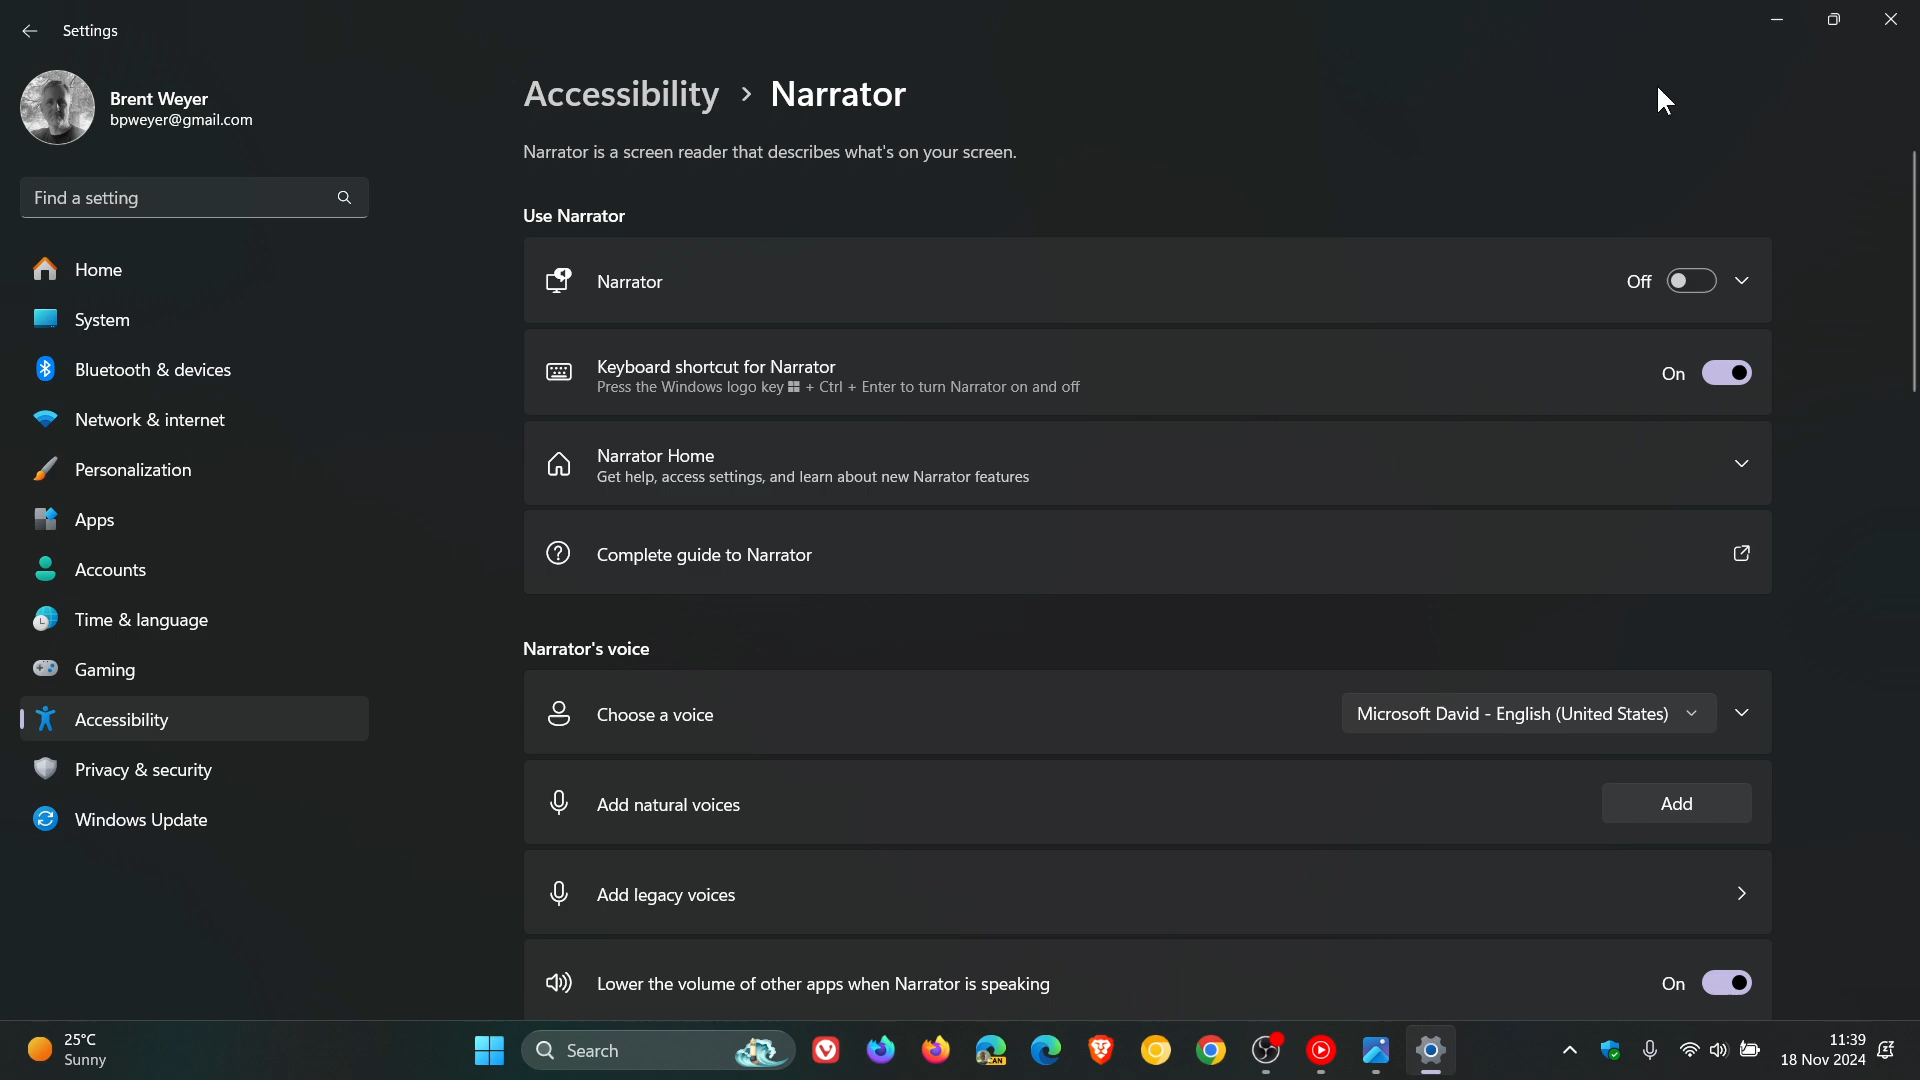 Settings
Brent Weyer
bpweyer@gmail.com
Find a setting
Home
System
Bluetooth & devices
Network & internet
Personalization
Apps
Accounts
Time & language
Gaming
Accessibility
Privacy & security
Windows Update
Accessibility > Narrator
Narrator is a screen reader that describes what's on your screen.
Use Narrator
Narrator
Off
Keyboard shortcut for Narrator
Press the Windows logo key + Ctrl + Enter to turn Narrator on and off
On
Narrator Home
Get help, access settings, and learn about new Narrator features
Complete guide to Narrator
Narrator's voice
Choose a voice
Microsoft David - English (United States)
Add natural voices
Add
Add legacy voices
Lower the volume of other apps when Narrator is speaking
On
25°C
Sunny
Search
CAN
11:39
18 Nov 2024